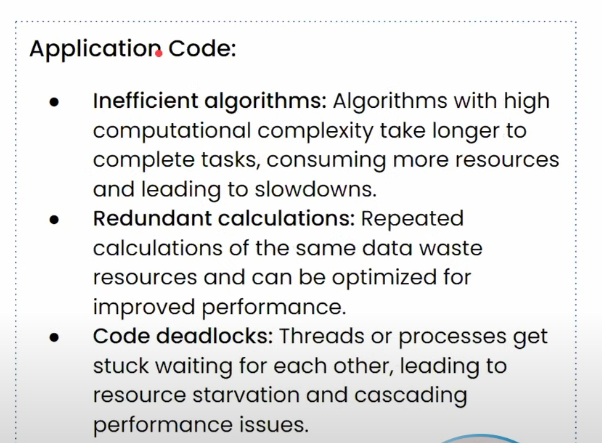 Application Code:
● Inefficient algorithms: Algorithms with high
computational complexity take longer to
complete tasks, consuming more resources
and leading to slowdowns.
● Redundant calculations: Repeated
calculations of the same data waste
resources and can be optimized for
improved performance.
● Code deadlocks: Threads or processes get
stuck waiting for each other, leading to
resource starvation and cascading
performance issues.